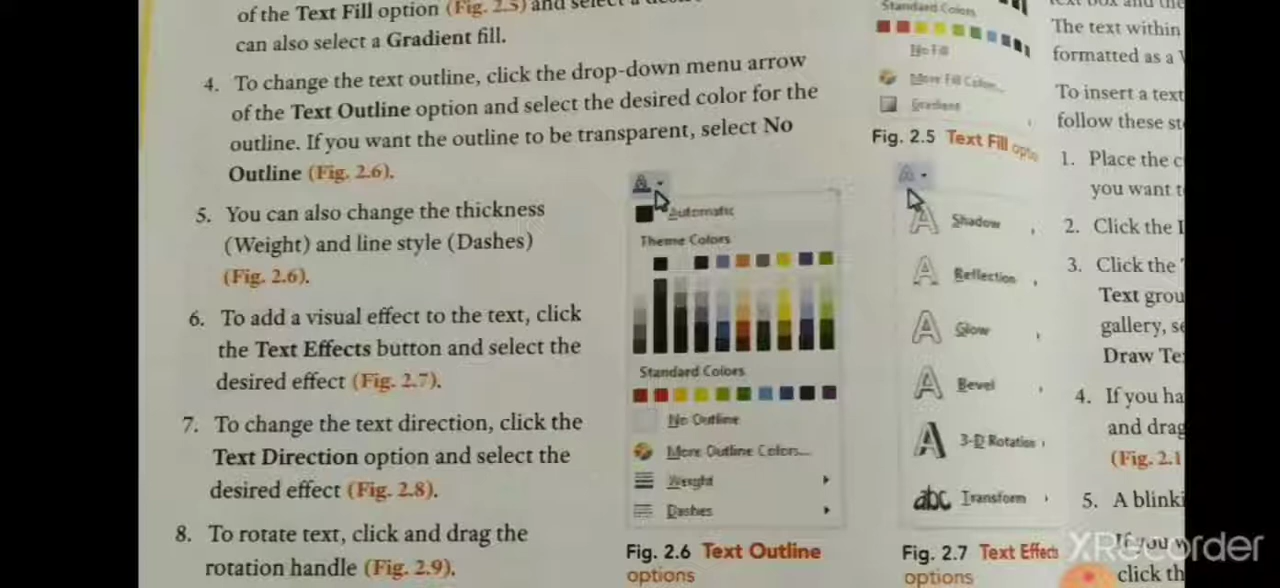 of the Text Fill option (Fig. 2.5) and select a
can also select a Gradient fill.
4. To change the text outline, click the drop-down menu arrow
of the Text Outline option and select the desired color for the
outline. If you want the outline to be transparent, select No
Outline (Fig. 2.6).
5. You can also change the thickness
(Weight) and line style (Dashes)
(Fig. 2.6).
6. To add a visual effect to the text, click
the Text Effects button and select the
desired effect (Fig. 2.7).
7. To change the text direction, click the
Text Direction option and select the
desired effect (Fig. 2.8).
8. To rotate text, click and drag the
rotation handle (Fig. 2.9).
Automatic
Theme Colors
Standard Colors
No Outline
More Outline Colors...
Weight
Dashes
Fig. 2.6 Text Outline
options
Standard Colors
No Fill
More Fill Colors...
Gradient
Fig. 2.5 Text Fill
Shadow
Reflection
Glow
Bevel
3-D Rotation
abc Transform
Fig. 2.7 Text Effects
options
text box and the
The text within
formatted as a
To insert a text
follow these
1. Place the
you want
2. Click the
3. Click the
Text
gallery,
Draw
4. If you
and drag
(Fig.
5. A
If you
click
XRecorder